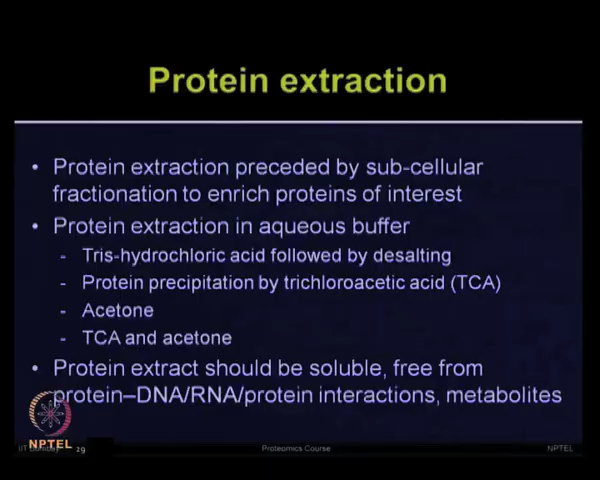 Protein extraction
• Protein extraction preceded by sub-cellular
fractionation to enrich proteins of interest
• Protein extraction in aqueous buffer
- Tris-hydrochloric acid followed by desalting
- Protein precipitation by trichloroacetic acid (TCA)
- Acetone
- TCA and acetone
• Protein extract should be soluble, free from
protein–DNA/RNA/protein interactions, metabolites
NPTEL
IIT 29 Proteomics Course NPTEL